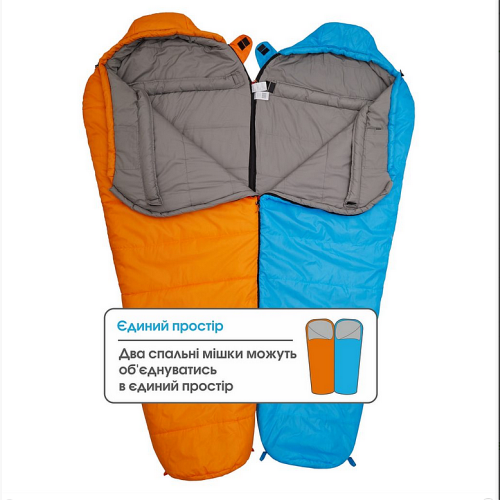 Єдиний простір
Два спальні мішки можуть
об'єднуватись
в єдиний простір